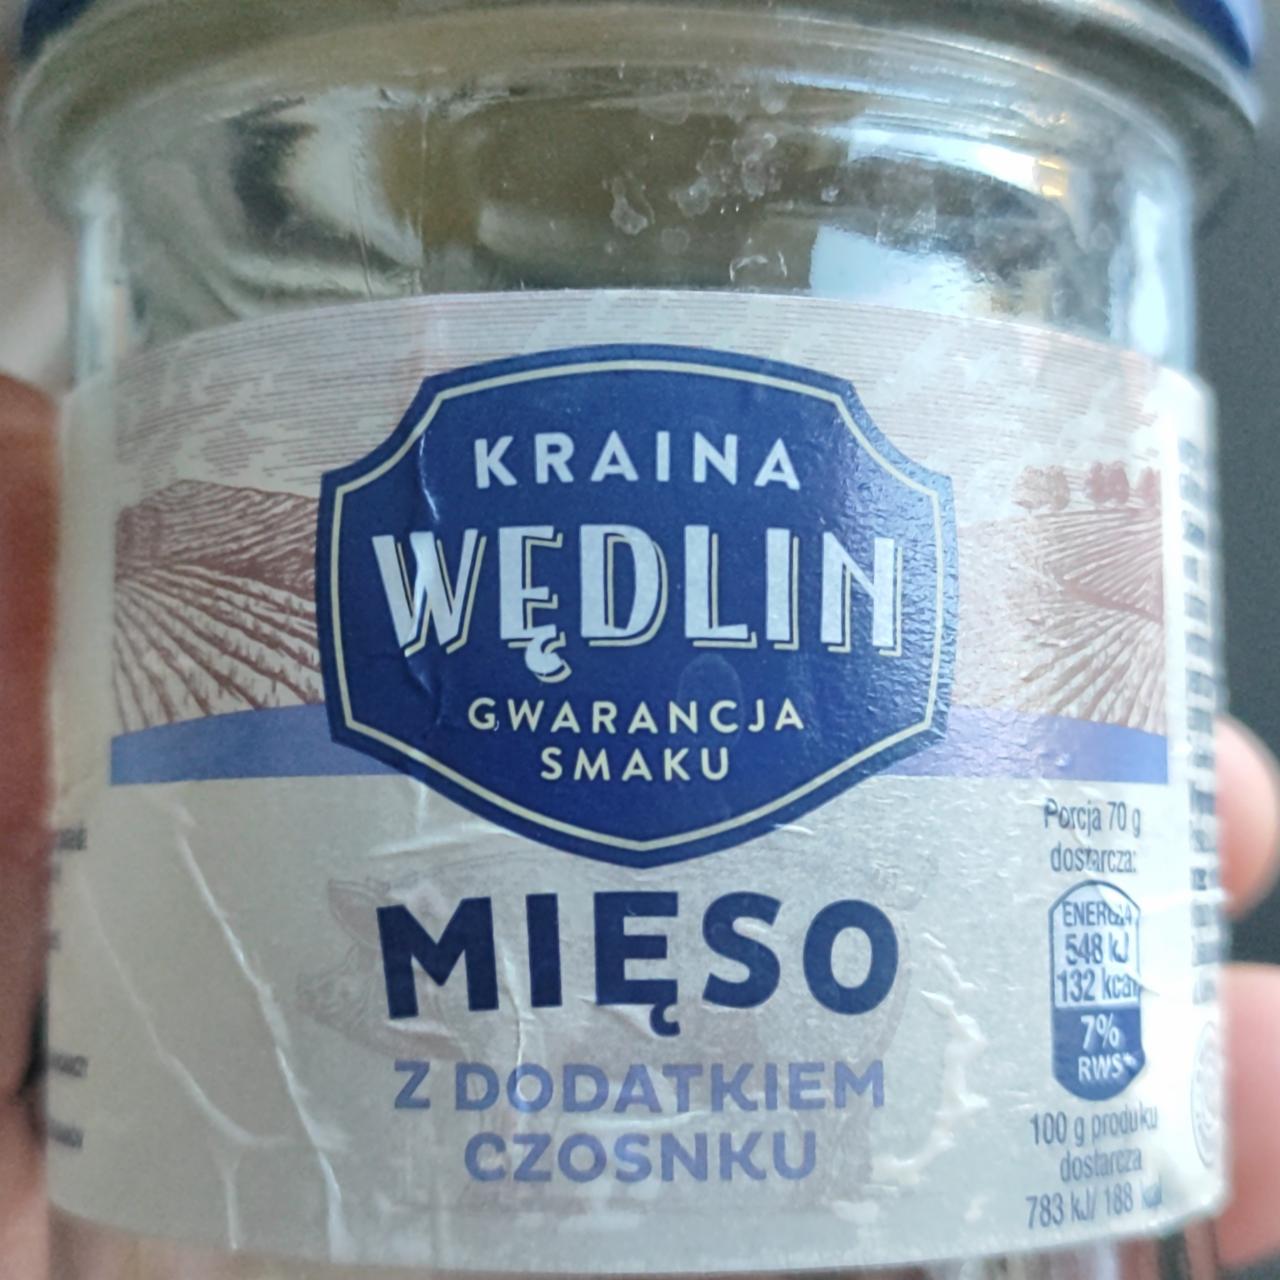 KRAINA
WĘDLIN
GWARANCJA
SMAKU
MIĘSO
Z DODATKIEM
CZOSNKU
Porcja 70 g
dostarcza:
ENERGIA
548 kJ
132 kcal
7%
RWS*
100 g produktu
dostarcza
783 kJ/ 188 kcal